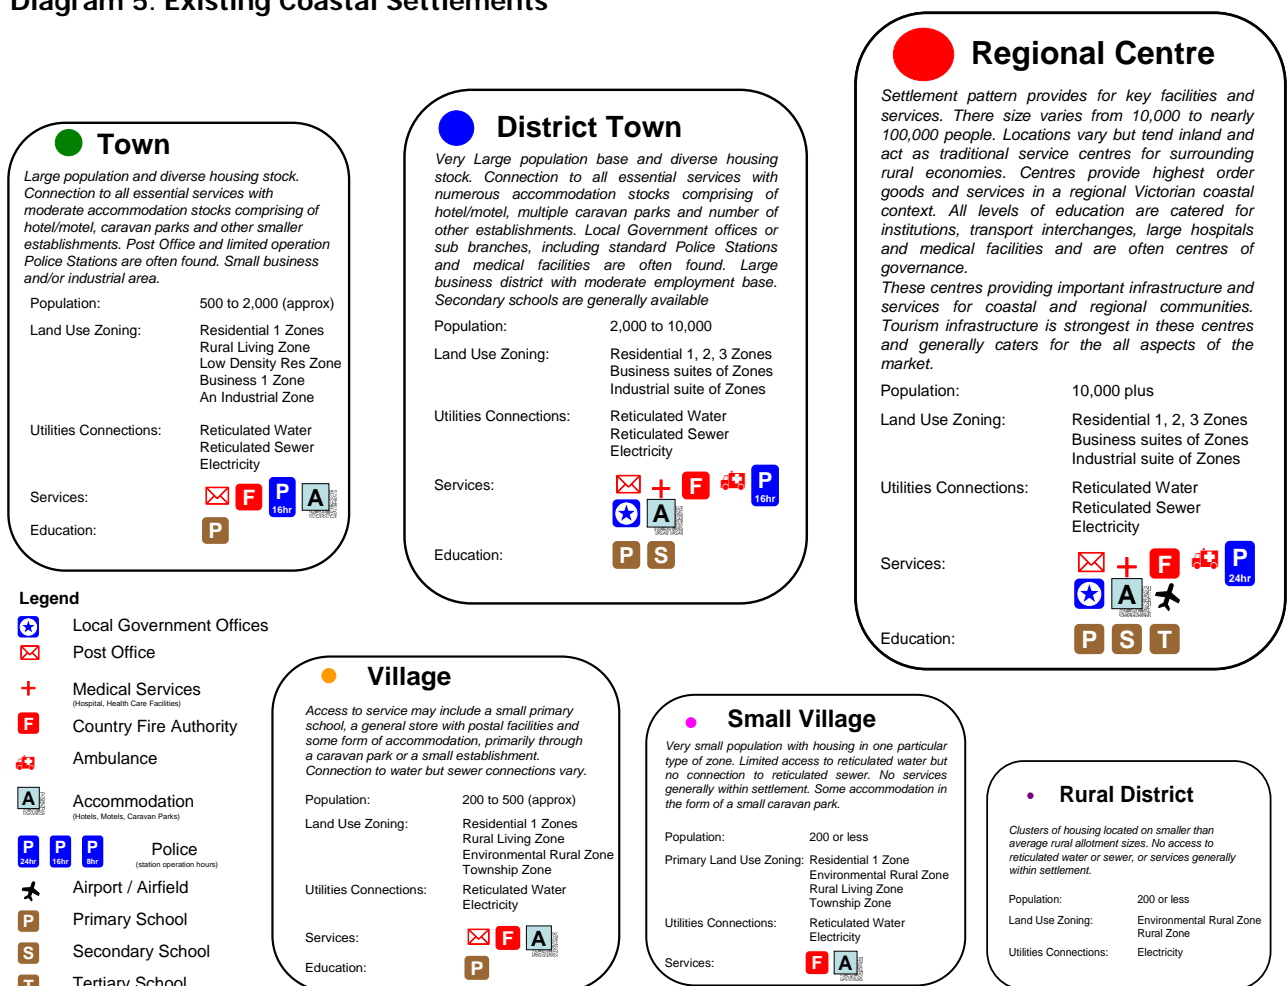 Diagram 5: Existing Coastal Settlements
Regional Centre
Settlement pattern provides for key facilities and
services. There size varies from 10,000 to nearly
100,000 people. Locations vary but tend inland and
act as traditional service centres for surrounding
rural economies. Centres provide highest order
goods and services in a regional Victorian coastal
context. All levels of education are catered for
institutions, transport interchanges, large hospitals
and medical facilities and are often centres of
governance.
These centres providing important infrastructure and
services for coastal and regional communities.
Tourism infrastructure is strongest in these centres
and generally caters for the all aspects of the
market.
Population: 10,000 plus
Land Use Zoning: Residential 1, 2, 3 Zones
Business suites of Zones
Industrial suite of Zones
Utilities Connections: Reticulated Water
Reticulated Sewer
Electricity
Services: F P
24hr
A
Education: P S T
District Town
Very Large population base and diverse housing
stock. Connection to all essential services with
numerous accommodation stocks comprising of
hotel/motel, multiple caravan parks and number of
other establishments. Local Government offices or
sub branches, including standard Police Stations
and medical facilities are often found. Large
business district with moderate employment base.
Secondary schools are generally available
Population: 2,000 to 10,000
Land Use Zoning: Residential 1, 2, 3 Zones
Business suites of Zones
Industrial suite of Zones
Utilities Connections: Reticulated Water
Reticulated Sewer
Electricity
Services: F P
16hr
A
Education: P S
Town
Large population and diverse housing stock.
Connection to all essential services with
moderate accommodation stocks comprising of
hotel/motel, caravan parks and other smaller
establishments. Post Office and limited operation
Police Stations are often found. Small business
and/or industrial area.
Population: 500 to 2,000 (approx)
Land Use Zoning: Residential 1 Zones
Rural Living Zone
Low Density Res Zone
Business 1 Zone
An Industrial Zone
Utilities Connections: Reticulated Water
Reticulated Sewer
Electricity
Services: F P A
16hr
Education: P
Legend
Local Government Offices
Post Office
Medical Services
(Hospital, Health Care Facilities)
F Country Fire Authority
Ambulance
A Accommodation
(Hotels, Motels, Caravan Parks)
P P P Police
24hr 16hr 8hr (station operation hours)
Airport / Airfield
P Primary School
S Secondary School
T Tertiary School
Village
Access to service may include a small primary
school, a general store with postal facilities and
some form of accommodation, primarily through
a caravan park or a small establishment.
Connection to water but sewer connections vary.
Population: 200 to 500 (approx)
Land Use Zoning: Residential 1 Zones
Rural Living Zone
Environmental Rural Zone
Township Zone
Utilities Connections: Reticulated Water
Electricity
Services: F A
Education: P
Small Village
Very small population with housing in one particular
type of zone. Limited access to reticulated water but
no connection to reticulated sewer. No services
generally within settlement. Some accommodation in
the form of a small caravan park.
Population: 200 or less
Primary Land Use Zoning: Residential 1 Zone
Environmental Rural Zone
Rural Living Zone
Township Zone
Utilities Connections: Reticulated Water
Electricity
Services: F A
Rural District
Clusters of housing located on smaller than
average rural allotment sizes. No access to
reticulated water or sewer, or services generally
within settlement.
Population: 200 or less
Land Use Zoning: Environmental Rural Zone
Rural Zone
Utilities Connections: Electricity